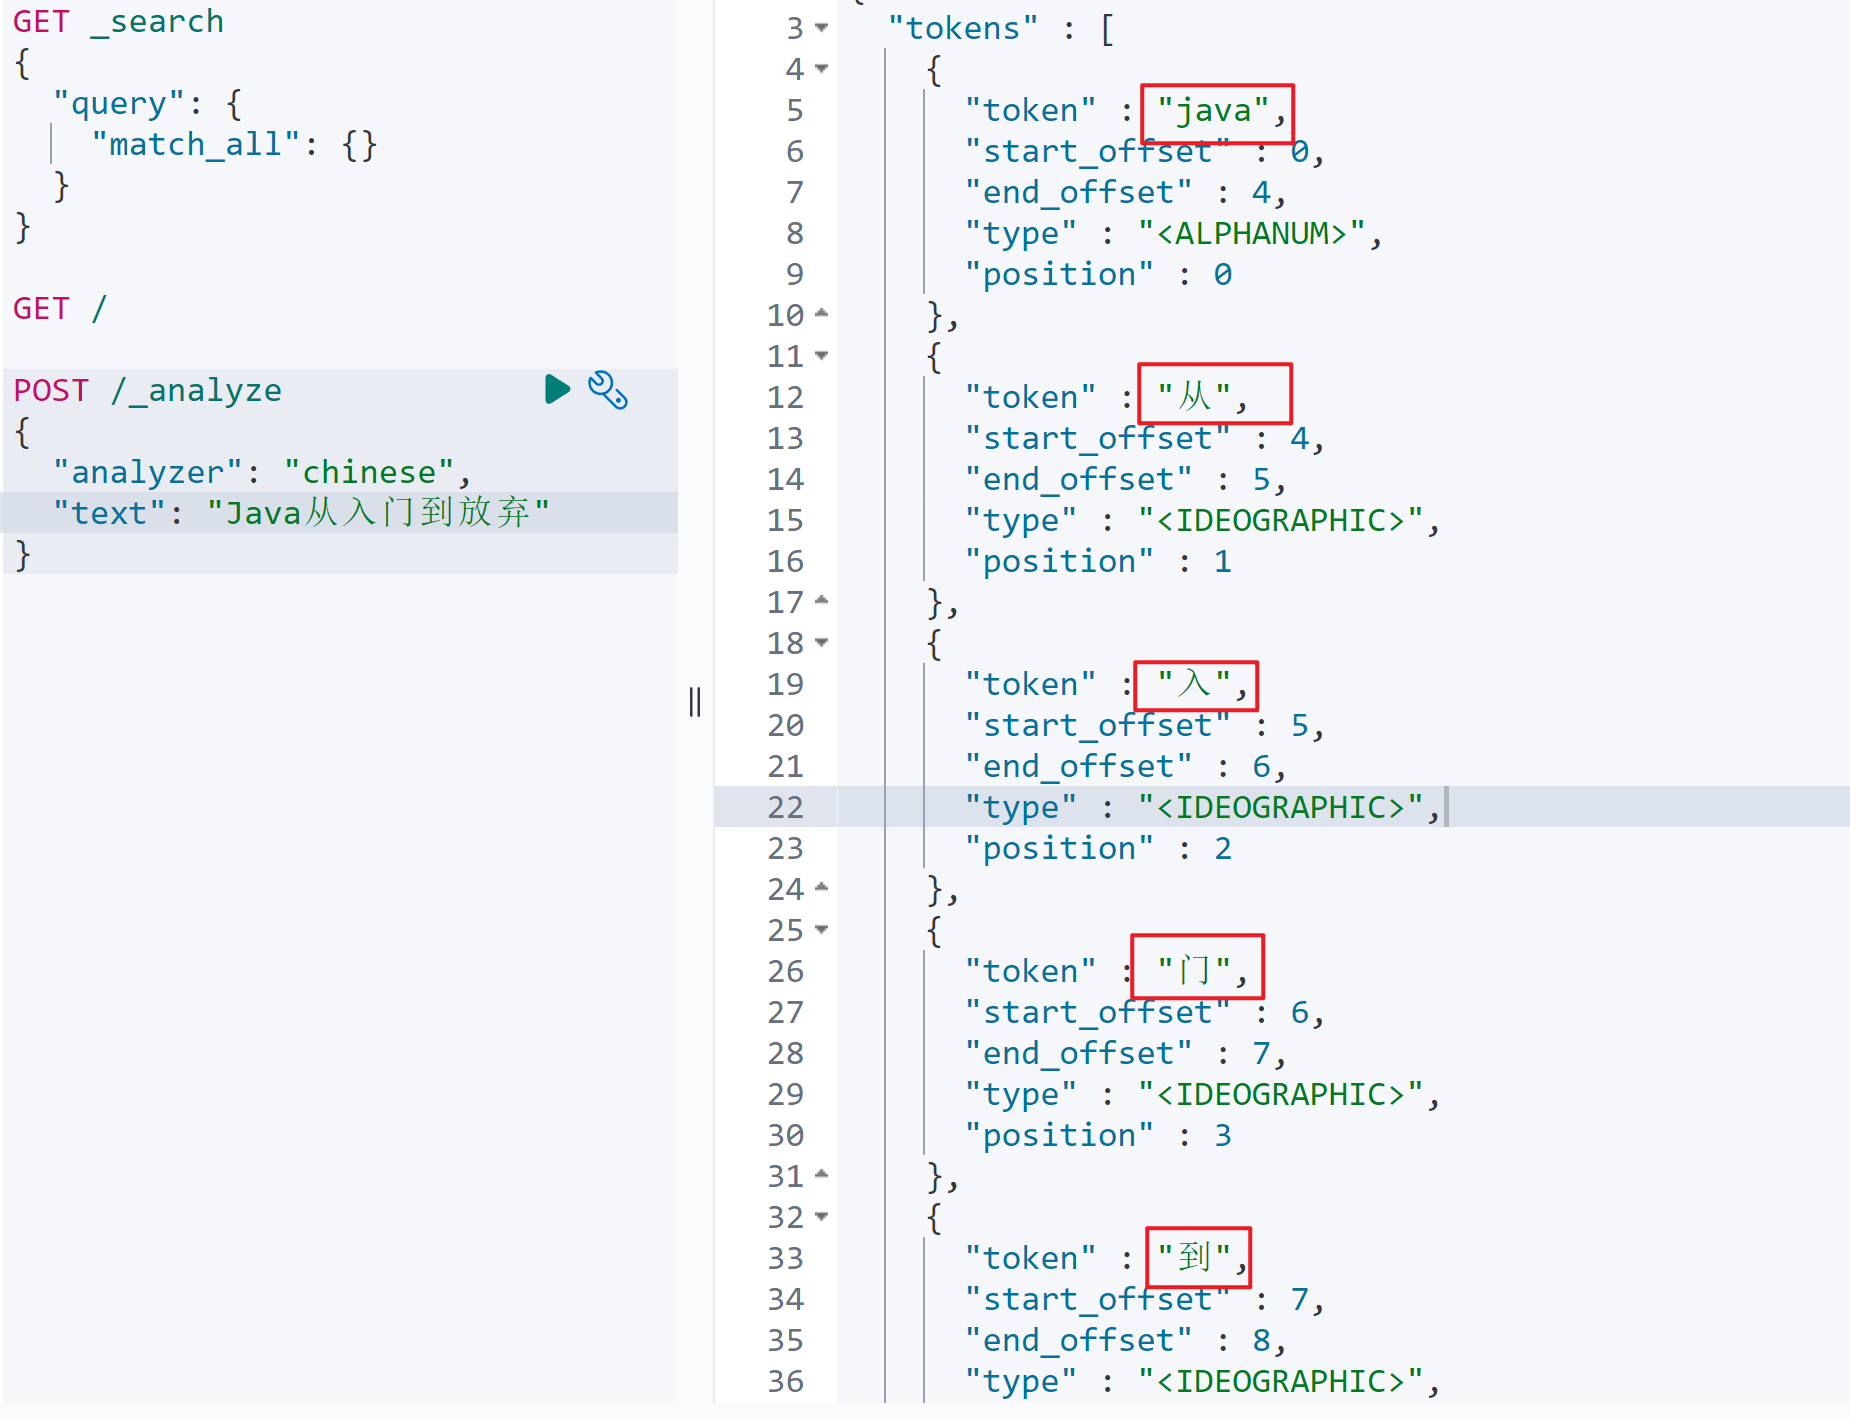 GET _search
{
  "query": {
    "match_all": {}
  }
}
GET /
POST /_analyze
{
  "analyzer": "chinese",
  "text": "Java从入门到放弃"
}
3 "tokens" : [
4 {
5 "token" : "java",
6 "start_offset" : 0,
7 "end_offset" : 4,
8 "type" : "<ALPHANUM>",
9 "position" : 0
10 },
11 {
12 "token" : "从",
13 "start_offset" : 4,
14 "end_offset" : 5,
15 "type" : "<IDEOGRAPHIC>",
16 "position" : 1
17 },
18 {
19 "token" : "入",
20 "start_offset" : 5,
21 "end_offset" : 6,
22 "type" : "<IDEOGRAPHIC>",
23 "position" : 2
24 },
25 {
26 "token" : "门",
27 "start_offset" : 6,
28 "end_offset" : 7,
29 "type" : "<IDEOGRAPHIC>",
30 "position" : 3
31 },
32 {
33 "token" : "到",
34 "start_offset" : 7,
35 "end_offset" : 8,
36 "type" : "<IDEOGRAPHIC>",